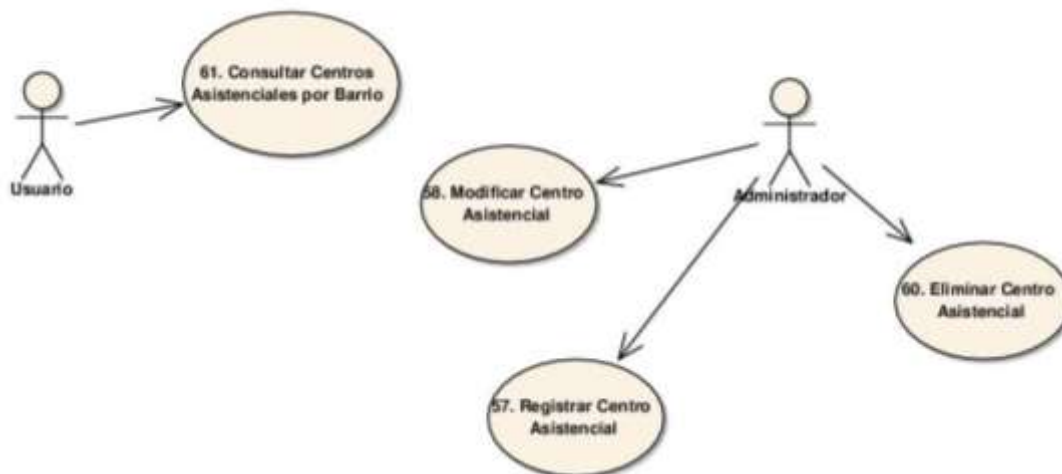 61. Consultar Centros
Asistenciales por Barrio
Usuario
58. Modificar Centro
Asistencial
Administrador
60. Eliminar Centro
Asistencial
57. Registrar Centro
Asistencial